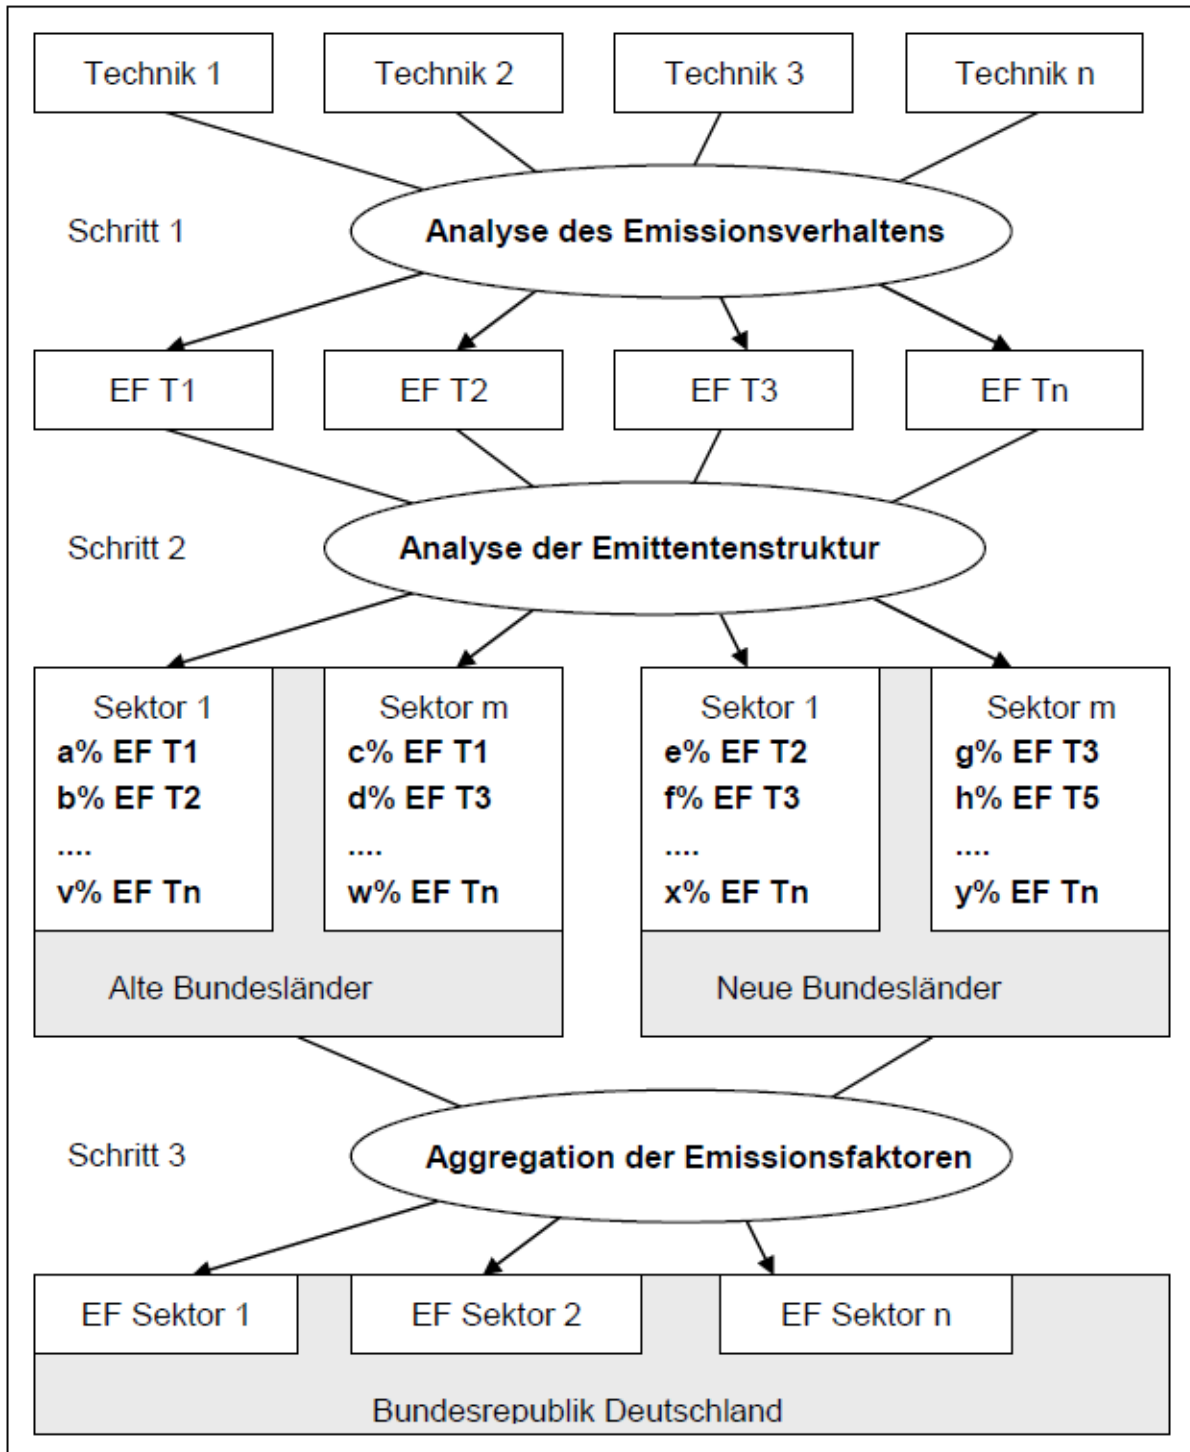 Technik 1
Technik 2
Technik 3
Technik n
Schritt 1
Analyse des Emissionsverhaltens
EF T1
EF T2
EF T3
EF Tn
Schritt 2
Analyse der Emittentenstruktur
Sektor 1
a% EF T1
b% EF T2
....
v% EF Tn
Sektor m
c% EF T1
d% EF T3
....
w% EF Tn
Alte Bundesländer
Sektor 1
e% EF T2
f% EF T3
....
x% EF Tn
Sektor m
g% EF T3
h% EF T5
....
y% EF Tn
Neue Bundesländer
Schritt 3
Aggregation der Emissionsfaktoren
EF Sektor 1
EF Sektor 2
EF Sektor n
Bundesrepublik Deutschland